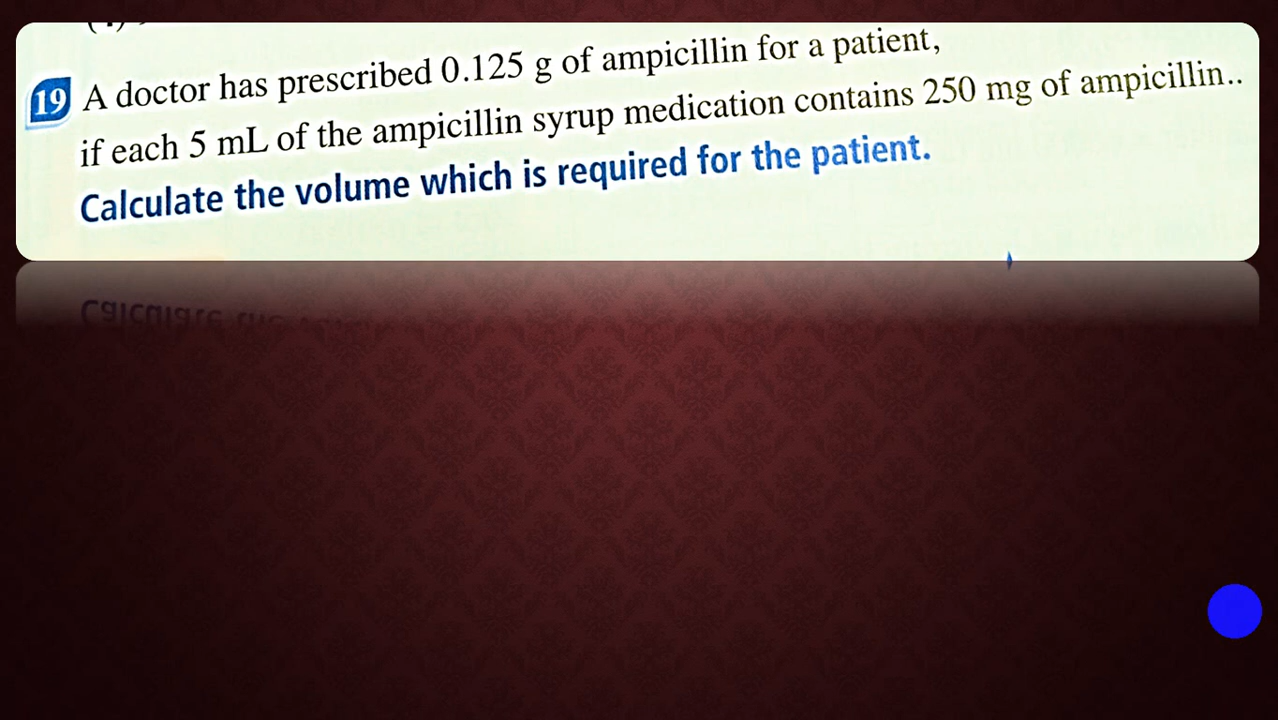 19 A doctor has prescribed 0.125 g of ampicillin for a patient,
if each 5 mL of the ampicillin syrup medication contains 250 mg of ampicillin..
Calculate the volume which is required for the patient.